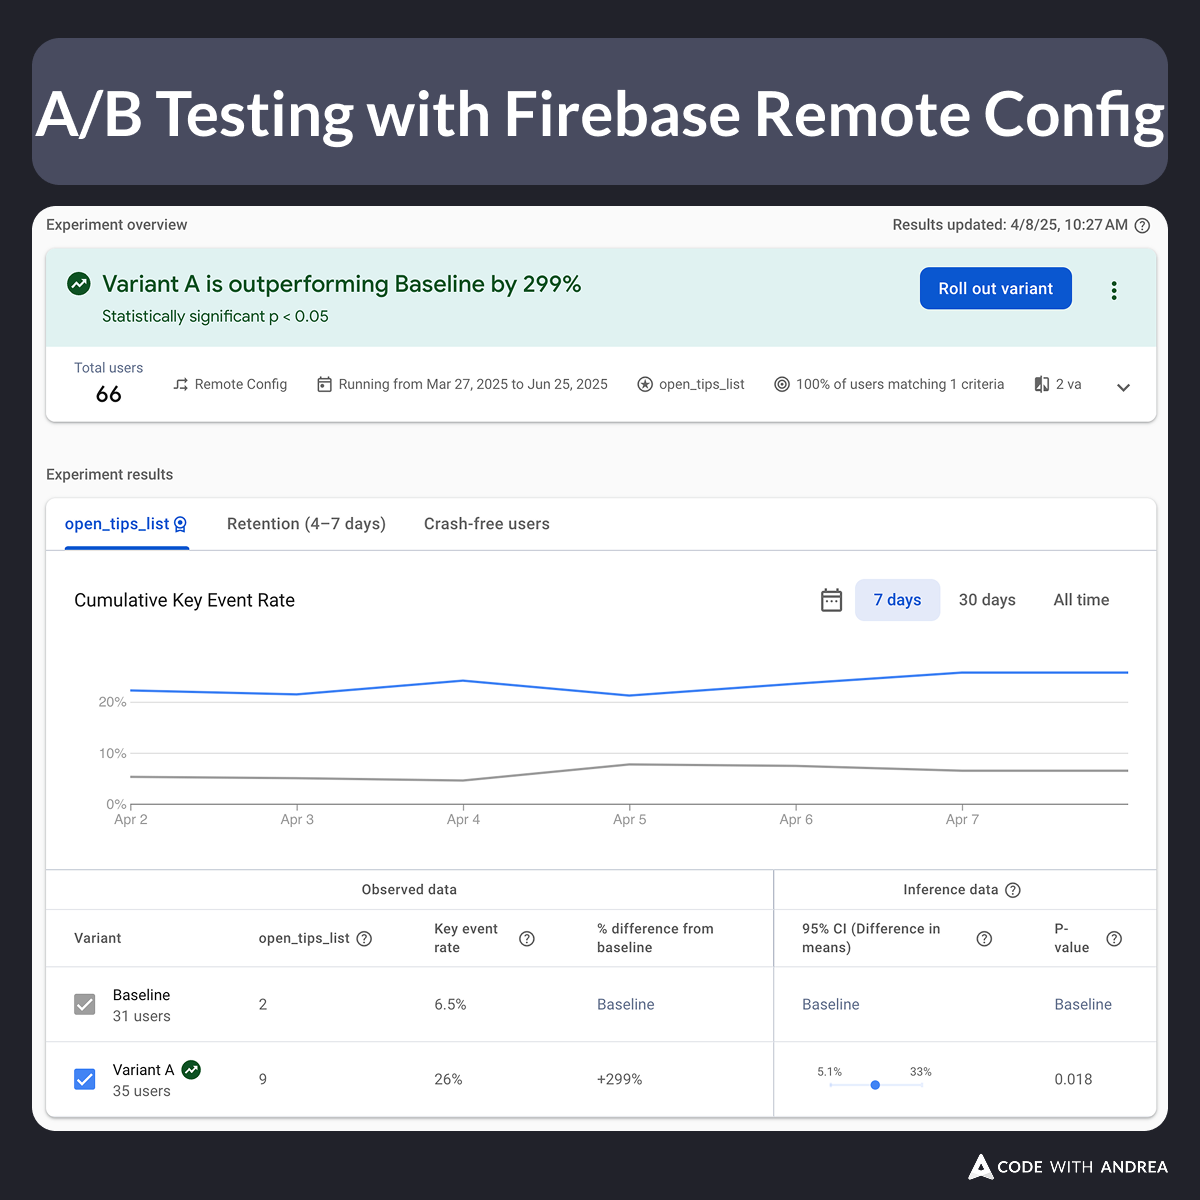 A/B Testing with Firebase Remote Config
Experiment overview
Results updated: 4/8/25, 10:27 AM
Variant A is outperforming Baseline by 299%
Statistically significant p < 0.05
Roll out variant
Total users
66
Remote Config
Running from Mar 27, 2025 to Jun 25, 2025
open_tips_list
100% of users matching 1 criteria
2 va
Experiment results
open_tips_list
Retention (4–7 days)
Crash-free users
Cumulative Key Event Rate
7 days
30 days
All time
20%
10%
0%
Apr 2
Apr 3
Apr 4
Apr 5
Apr 6
Apr 7
Observed data
Inference data
Variant
open_tips_list
Key event
rate
% difference from
baseline
95% CI (Difference in
means)
P-
value
Baseline
31 users
2
6.5%
Baseline
Baseline
Baseline
Variant A
35 users
9
26%
+299%
5.1%
33%
0.018
CODE WITH ANDREA